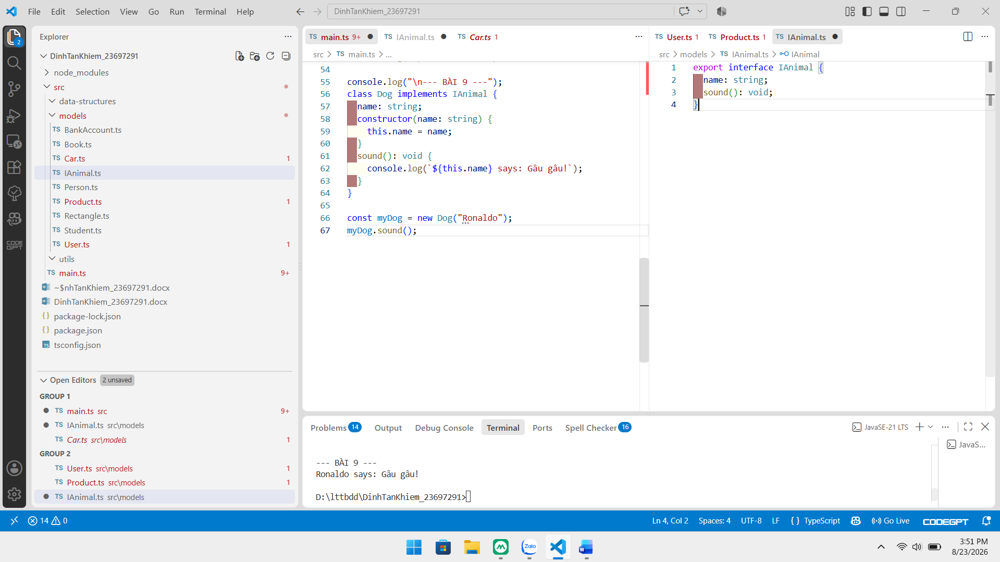 File Edit Selection View Go Run Terminal Help
DinhTanKhiem_23697291
Explorer
DinhTanKhiem_23697291
node_modules
src
data-structures
models
TS BankAccount.ts
TS Book.ts
TS Car.ts 1
TS IAnimal.ts
TS Person.ts
TS Product.ts 1
TS Rectangle.ts
TS Student.ts
TS User.ts 1
utils
TS main.ts 9+
~$nhTanKhiem_23697291.docx
DinhTanKhiem_23697291.docx
{} package-lock.json
{} package.json
TS tsconfig.json
Open Editors 2 unsaved
GROUP 1
TS main.ts src 9+
TS IAnimal.ts src\models
TS Car.ts src\models 1
GROUP 2
TS User.ts src\models 1
TS Product.ts src\models 1
TS IAnimal.ts src\models
2
CODE GPT
TS main.ts 9+ TS IAnimal.ts TS Car.ts 1
src > TS main.ts > ...
54
55 console.log("\n--- BÀI 9 ---");
56 class Dog implements IAnimal {
57 name: string;
58 constructor(name: string) {
59 this.name = name;
60 }
61 sound(): void {
62 console.log(`${this.name} says: Gâu gâu!`);
63 }
64 }
65
66 const myDog = new Dog("Ronaldo");
67 myDog.sound();
TS User.ts 1 TS Product.ts 1 TS IAnimal.ts
src > models > TS IAnimal.ts > IAnimal
1 export interface IAnimal {
2 name: string;
3 sound(): void;
4 }
Problems 14 Output Debug Console Terminal Ports Spell Checker 16
JavaSE-21 LTS
JavaS...
--- BÀI 9 ---
Ronaldo says: Gâu gâu!
D:\lttbdd\DinhTanKhiem_23697291>
14 0
Ln 4, Col 2 Spaces: 4 UTF-8 LF {} TypeScript Go Live CODEGPT
Zalo
W
3:51 PM
8/23/2026